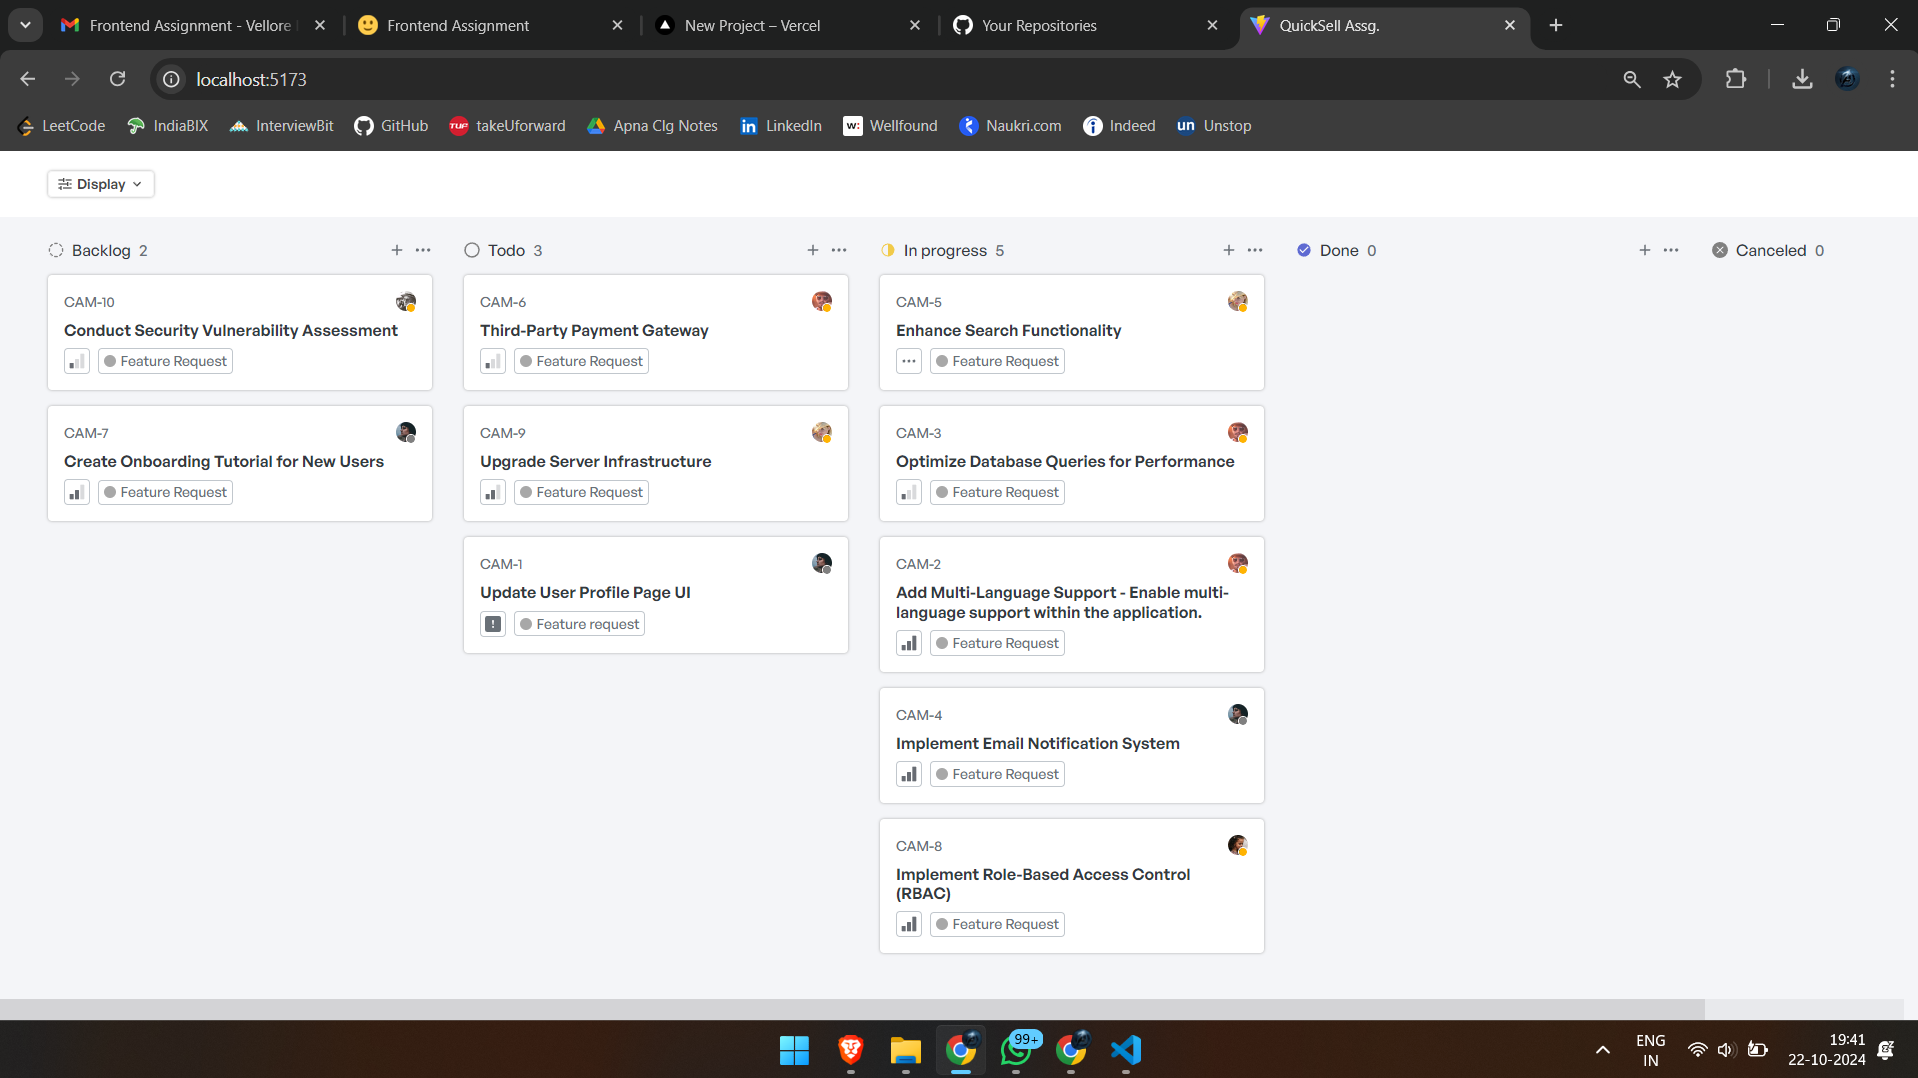 Frontend Assignment - Vellore
Frontend Assignment
New Project – Vercel
Your Repositories
QuickSell Assg.
localhost:5173
LeetCode
IndiaBIX
InterviewBit
GitHub
TUF takeUforward
Apna Clg Notes
in LinkedIn
w: Wellfound
Naukri.com
Indeed
un Unstop
Display
Backlog 2
CAM-10
Conduct Security Vulnerability Assessment
Feature Request
CAM-7
Create Onboarding Tutorial for New Users
Feature Request
Todo 3
CAM-6
Third-Party Payment Gateway
Feature Request
CAM-9
Upgrade Server Infrastructure
Feature Request
CAM-1
Update User Profile Page UI
! Feature request
In progress 5
CAM-5
Enhance Search Functionality
Feature Request
CAM-3
Optimize Database Queries for Performance
Feature Request
CAM-2
Add Multi-Language Support - Enable multi-
language support within the application.
Feature Request
CAM-4
Implement Email Notification System
Feature Request
CAM-8
Implement Role-Based Access Control
(RBAC)
Feature Request
Done 0
Canceled 0
99+
ENG
IN
19:41
22-10-2024